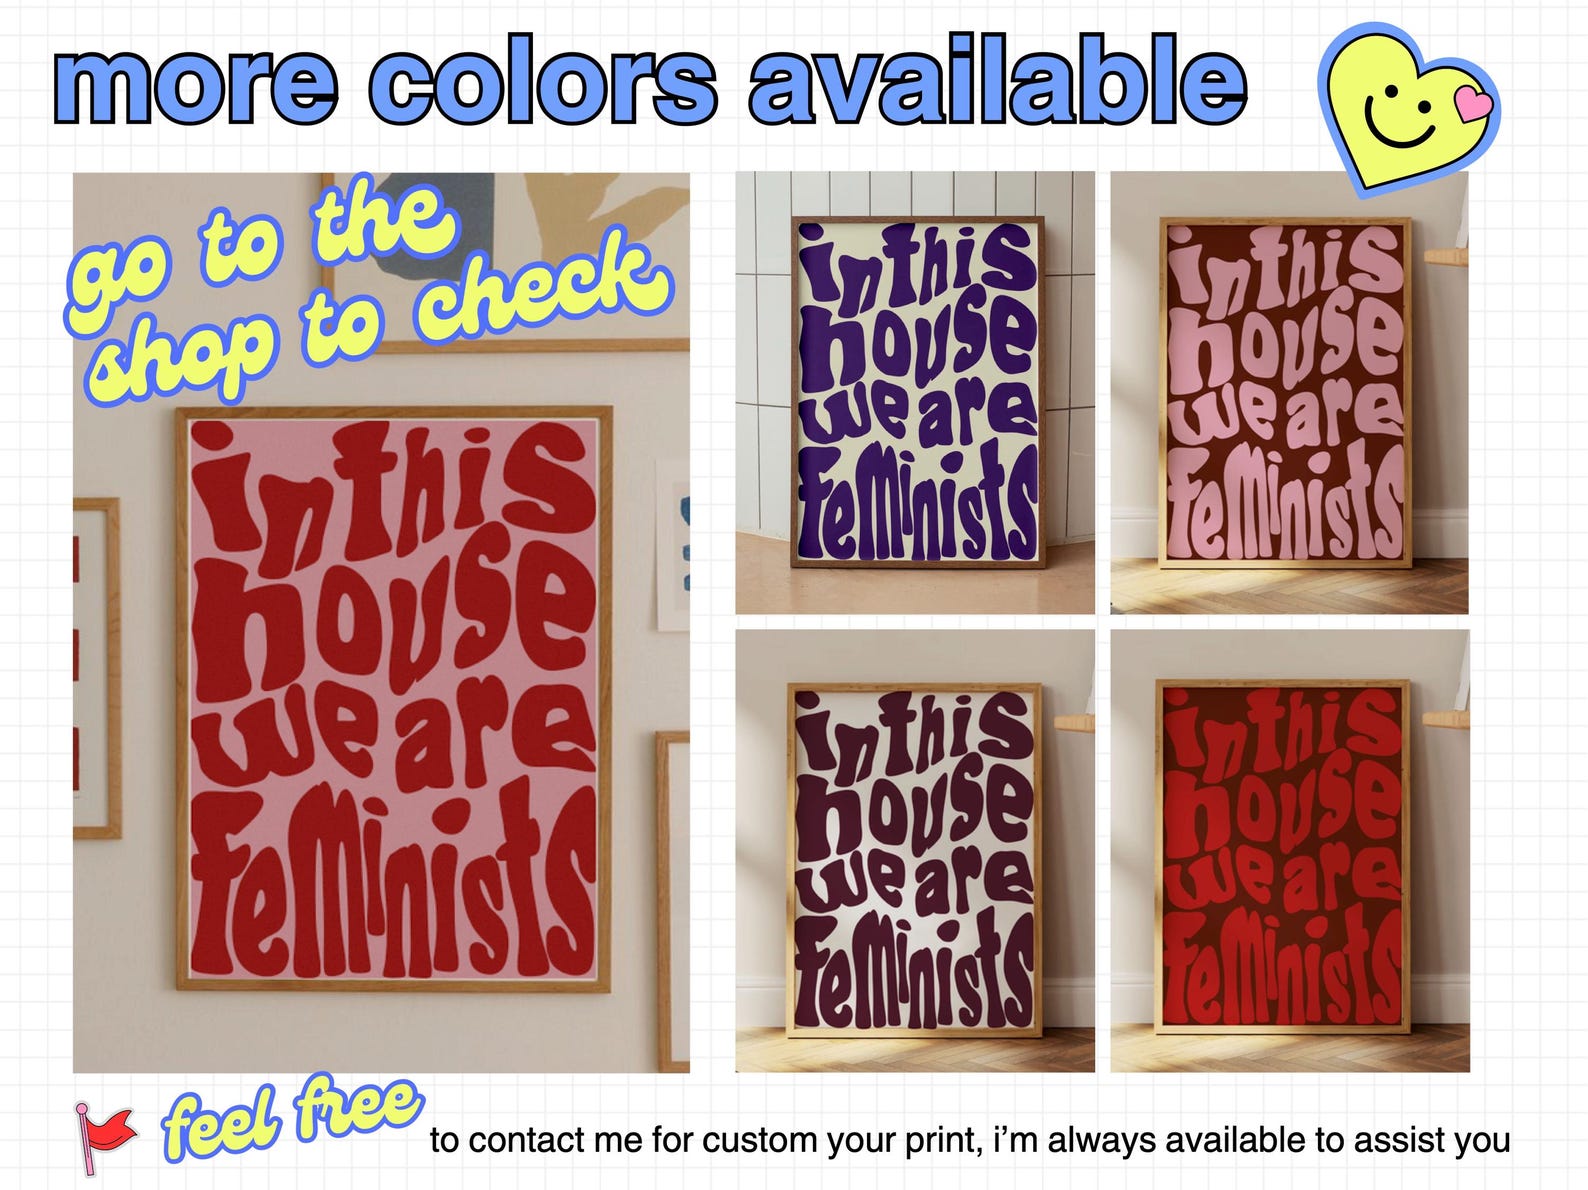 more colors available
go to the
shop to check
in this
house
we are
feminists
in this
house
we are
feminists
in this
house
we are
feminists
in this
house
we are
feminists
in this
house
we are
feminists
feel free
to contact me for custom your print, i'm always available to assist you